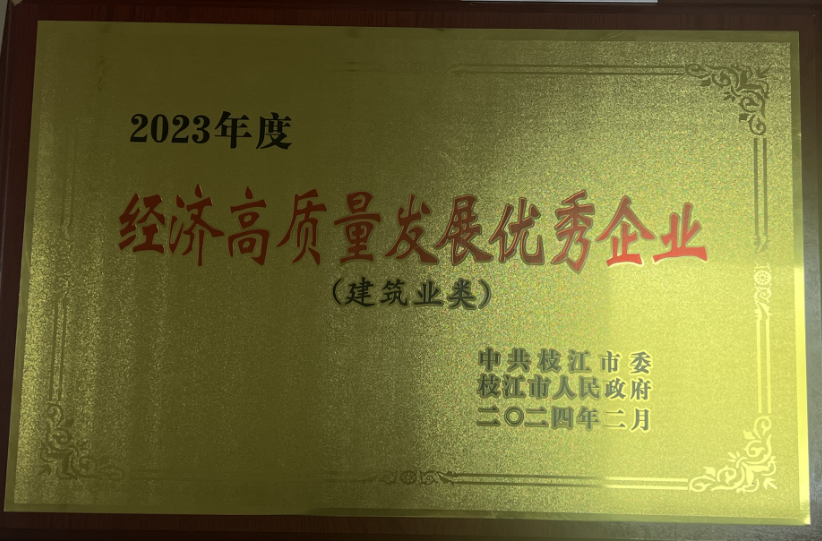 2023年度
经济高质量发展优秀企业
（建筑业类）
中共枝江市委
枝江市人民政府
二〇二四年二月